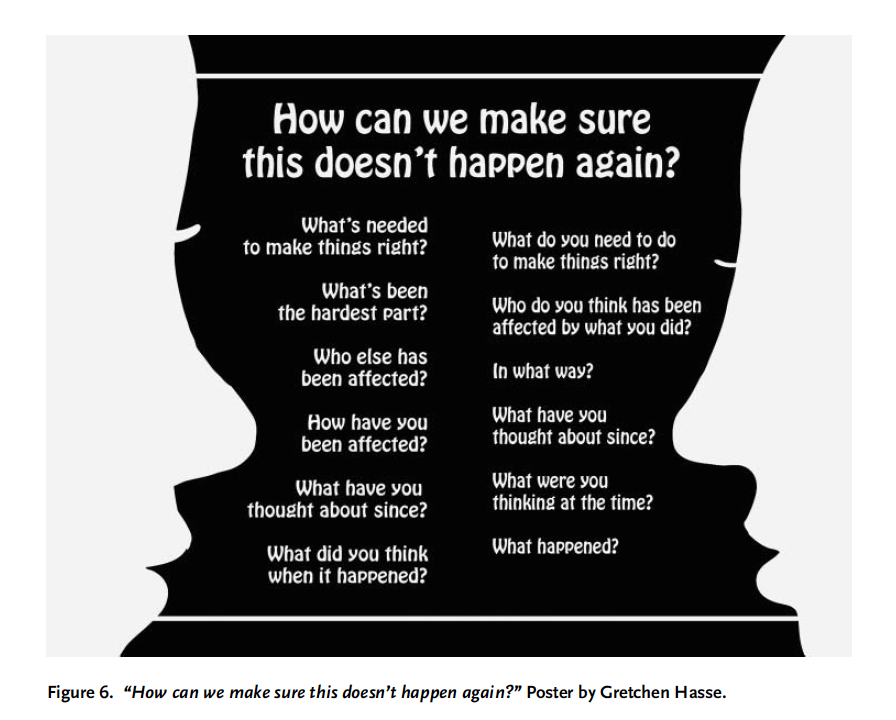 How can we make sure
this doesn't happen again?
What's needed
to make things right?
What's been
the hardest part?
Who else has
been affected?
How have you
been affected?
What have you
thought about since?
What did you think
when it happened?
What do you need to do
to make things right?
Who do you think has been
affected by what you did?
In what way?
What have you
thought about since?
What were you
thinking at the time?
What happened?
Figure 6. “How can we make sure this doesn’t happen again?” Poster by Gretchen Hasse.